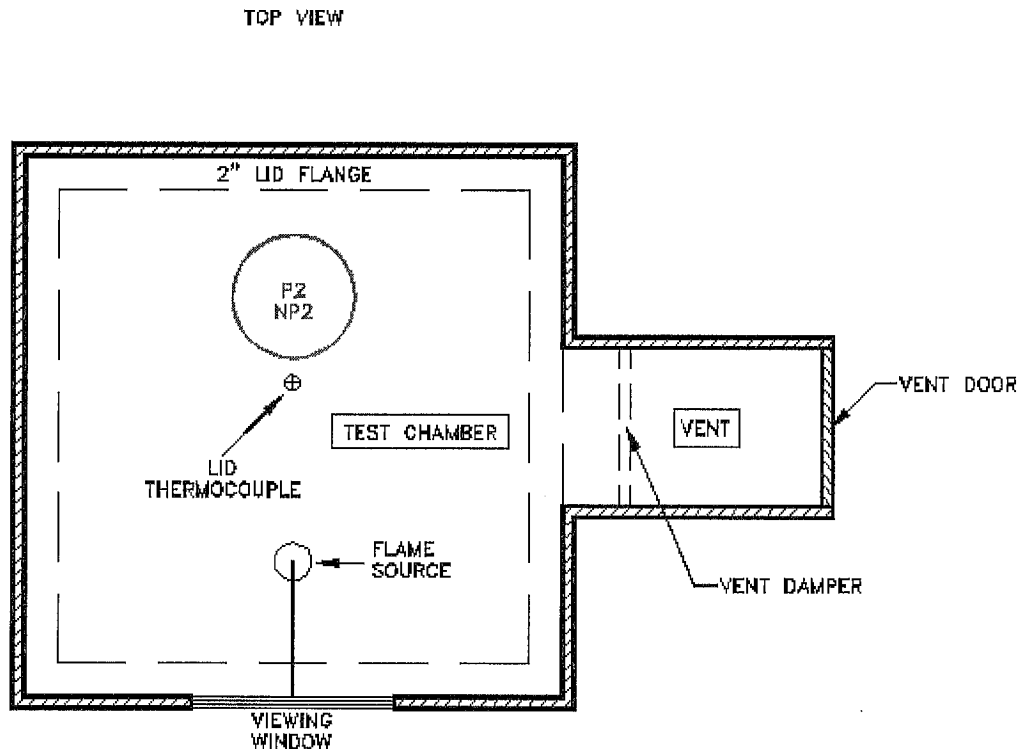 TOP VIEW
2" LID FLANGE
P2
NP2
VENT DOOR
TEST CHAMBER
VENT
LID
THERMOCOUPLE
FLAME
SOURCE
VENT DAMPER
VIEWING
WINDOW